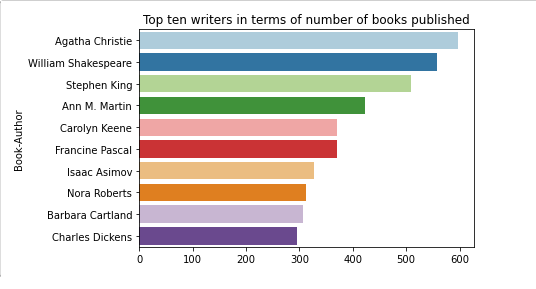 Top ten writers in terms of number of books published
Agatha Christie
William Shakespeare
Stephen King
Ann M. Martin
Carolyn Keene
Francine Pascal
Isaac Asimov
Nora Roberts
Barbara Cartland
Charles Dickens
Book-Author
0 100 200 300 400 500 600